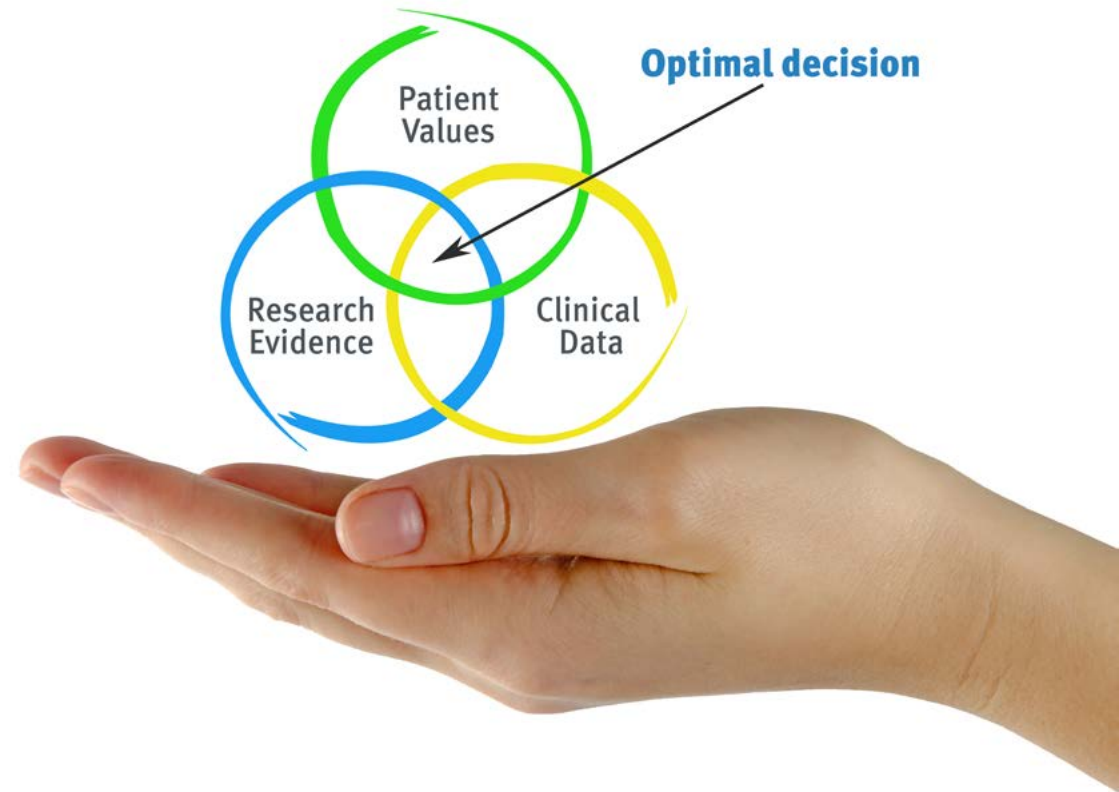 Optimal decision
Patient
Values
Research
Evidence
Clinical
Data